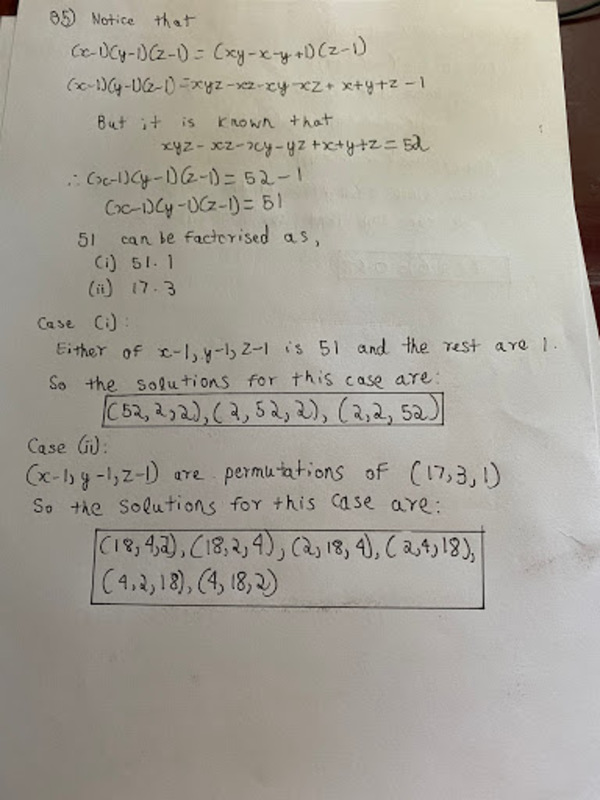 35) Notice that
(x-1)(y-1)(z-1) = (xy-x-y+1)(z-1)
(x-1)(y-1)(z-1) = xyz-xz-xy-xz+x+y+z-1
But it is known that
xyz-xz-xy-yz+x+y+z = 52
∴ (x-1)(y-1)(z-1) = 52-1
(x-1)(y-1)(z-1) = 51
51 can be factorised as,
(i) 51.1
(ii) 17.3
Case (i):
Either of x-1, y-1, z-1 is 51 and the rest are 1.
So the solutions for this case are:
(52, 2, 2), (2, 52, 2), (2, 2, 52)
Case (ii):
(x-1, y-1, z-1) are permutations of (17, 3, 1)
So the solutions for this case are:
(18, 4, 2), (18, 2, 4), (2, 18, 4), (2, 4, 18),
(4, 2, 18), (4, 18, 2)